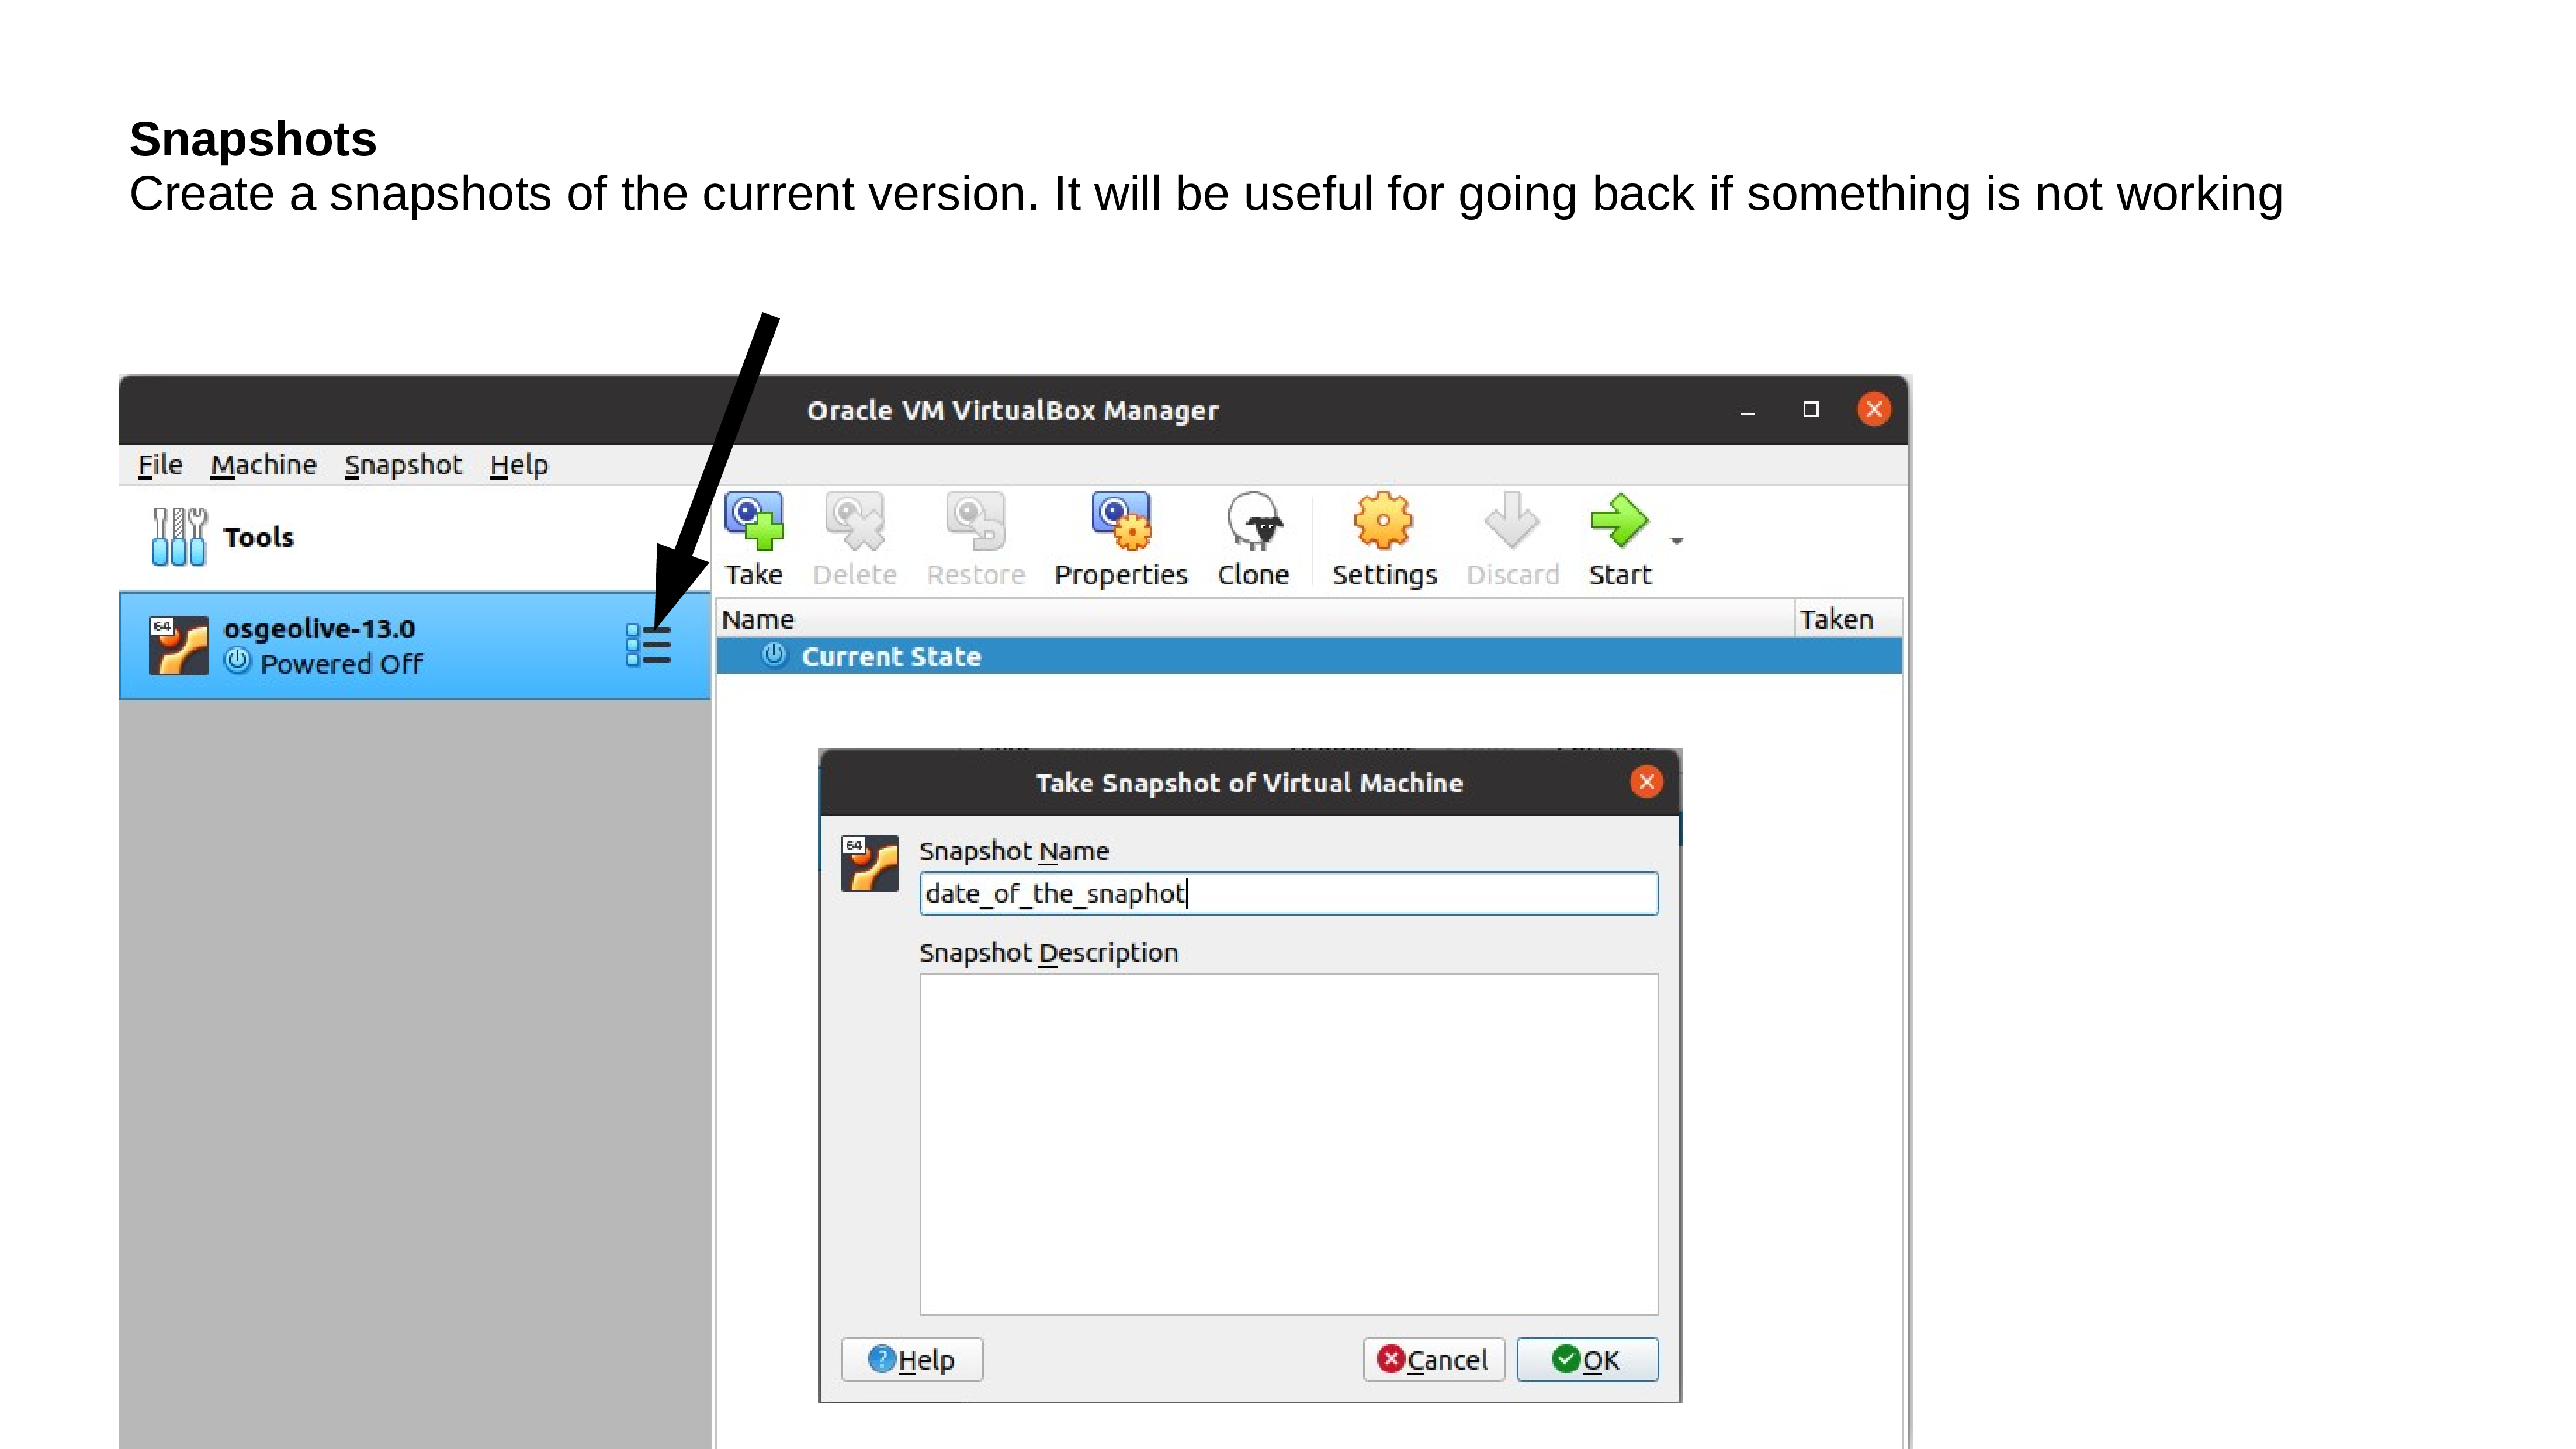 Snapshots
Create a snapshots of the current version. It will be useful for going back if something is not working
Oracle VM VirtualBox Manager
File Machine Snapshot Help
Tools
Take Delete Restore Properties Clone Settings Discard Start
Name Taken
64 osgeolive-13.0
Powered Off
Current State
Take Snapshot of Virtual Machine
64 Snapshot Name
date_of_the_snaphot
Snapshot Description
Help Cancel OK